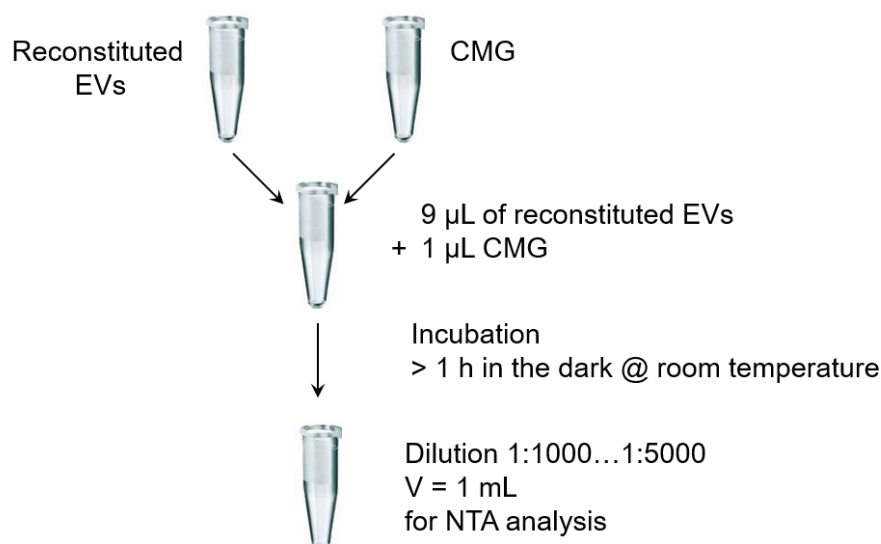 Reconstituted
EVs
CMG
9 µL of reconstituted EVs
+ 1 µL CMG
Incubation
> 1 h in the dark @ room temperature
Dilution 1:1000…1:5000
V = 1 mL
for NTA analysis